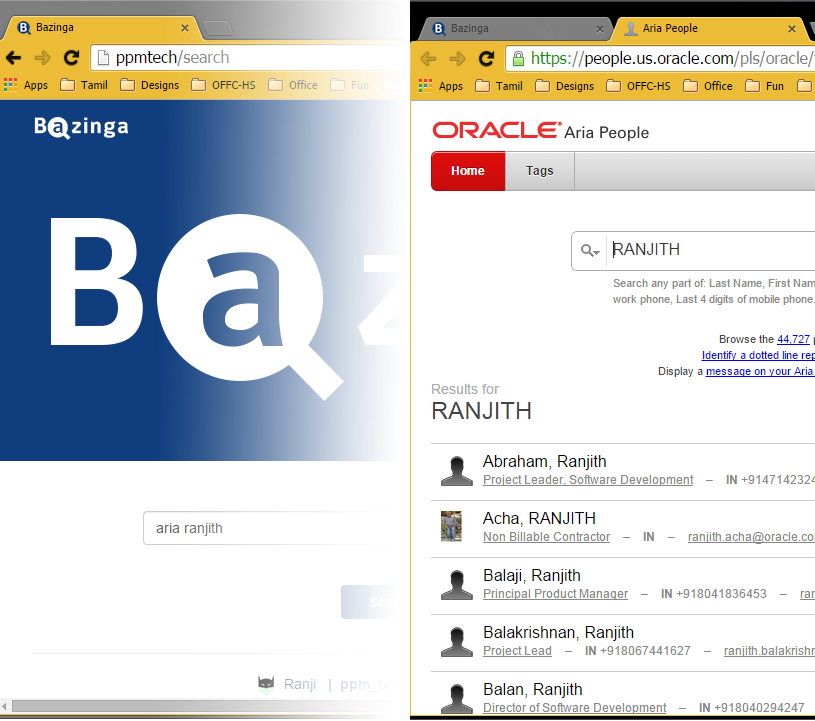 Bazinga
ppmtech/search
Apps Tamil Designs OFFC-HS Office Fun
Bazinga
Baz
aria ranjith
Ranji | ppm_te
Bazinga Aria People
https://people.us.oracle.com/pls/oracle/
Apps Tamil Designs OFFC-HS Office Fun
ORACLE® Aria People
Home Tags
RANJITH
Search any part of: Last Name, First Nam
work phone, Last 4 digits of mobile phone.
Browse the 44,727 p
Identify a dotted line rep
Display a message on your Aria
Results for
RANJITH
Abraham, Ranjith
Project Leader, Software Development – IN +9147142324
Acha, RANJITH
Non Billable Contractor – IN – ranjith.acha@oracle.co
Balaji, Ranjith
Principal Product Manager – IN +918041836453 – ran
Balakrishnan, Ranjith
Project Lead – IN +918067441627 – ranjith.balakrishn
Balan, Ranjith
Director of Software Development – IN +918040294247